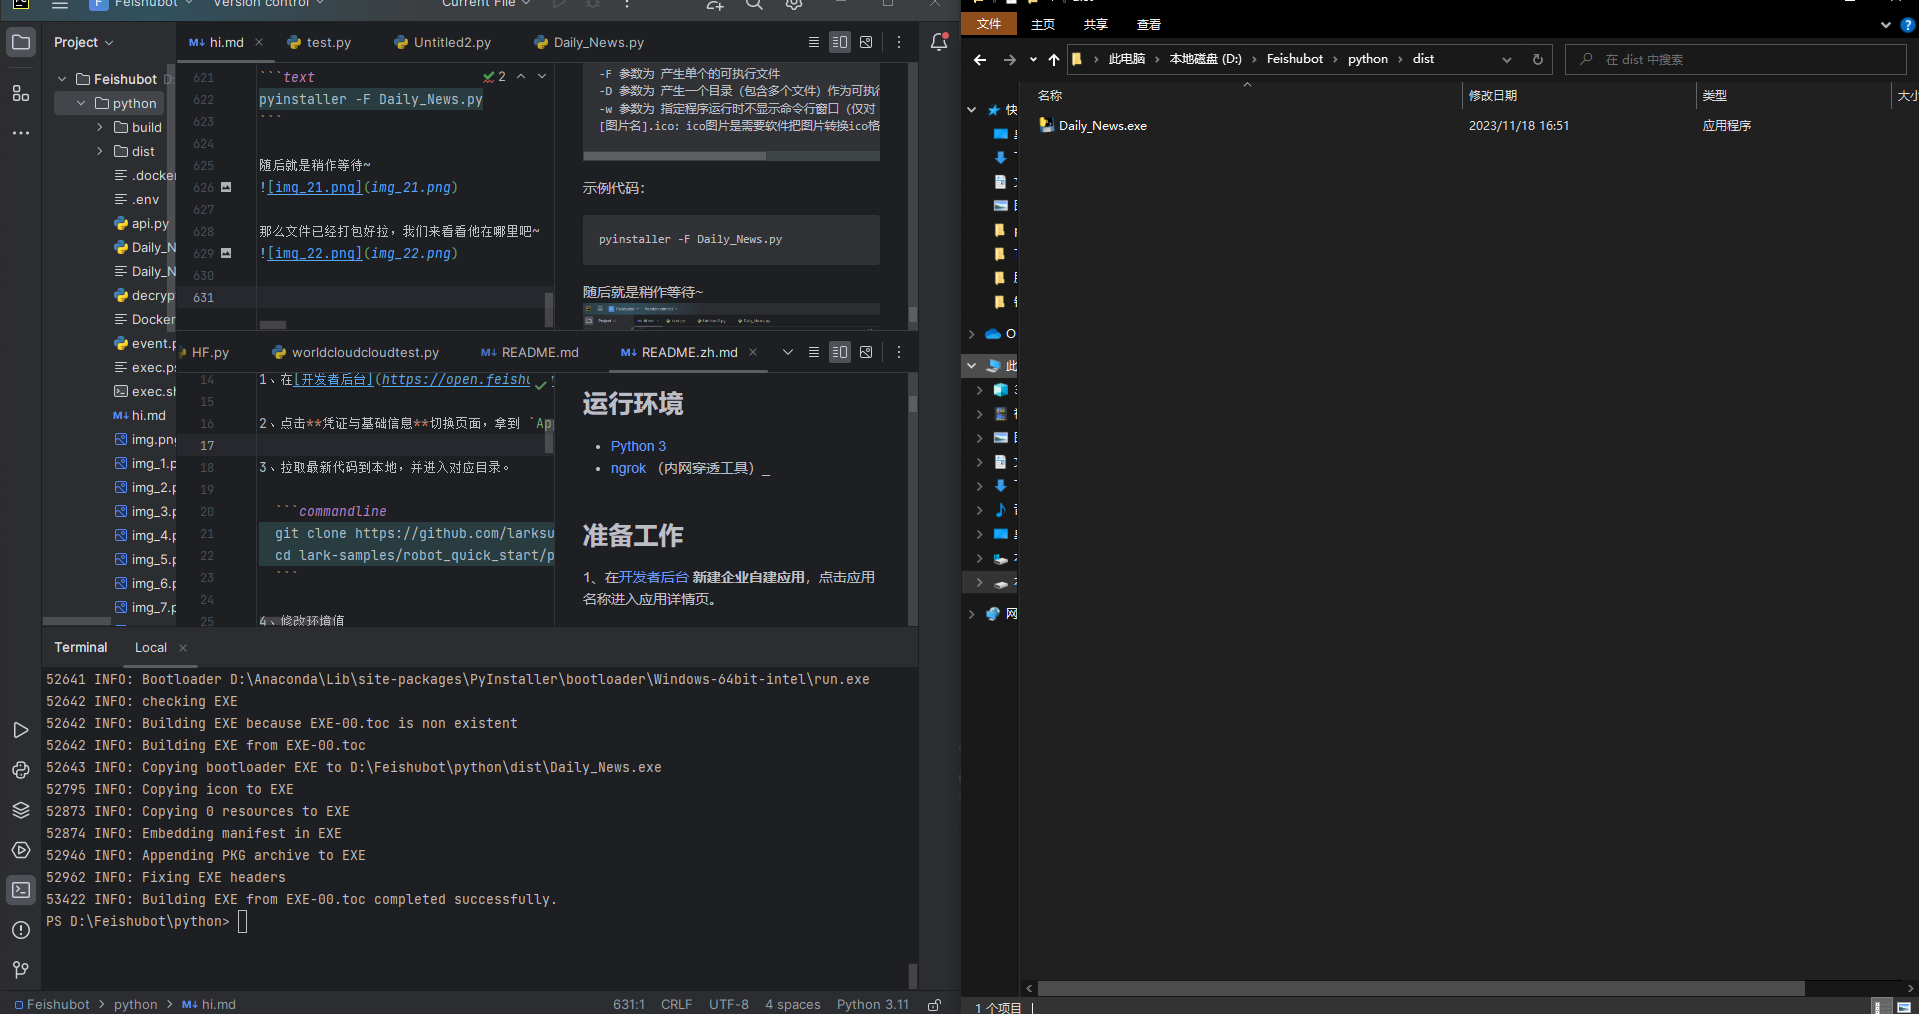 Feishubot
Version control
Current File
Project
hi.md
test.py
Untitled2.py
Daily_News.py
Feishubot
python
build
dist
.env
api.py
hi.md
621 ```text
2
622 pyinstaller -F Daily_News.py
623 ```
624
625 随后就是稍作等待~
626 ![img_21.png](img_21.png)
627
628 那么文件已经打包好拉，我们来看看他在哪里吧~
629 ![img_22.png](img_22.png)
630
631
-F 参数为 产生单个的可执行文件
-D 参数为 产生一个目录（包含多个文件）作为可执行
-w 参数为 指定程序运行时不显示命令行窗口（仅对
[图片名].ico: ico图片是需要软件把图片转换ico格
示例代码：
pyinstaller -F Daily_News.py
随后就是稍作等待~
HF.py
worldcloudcloudtest.py
README.md
README.zh.md
14 1、在[开发者后台](https://open.feishu
15
16 2、点击**凭证与基础信息**切换页面，拿到 `App
17
18 3、拉取最新代码到本地，并进入对应目录。
19
20 ```commandline
21 git clone https://github.com/larksu
22 cd lark-samples/robot_quick_start/p
23 ```
24
25 4、修改环境值
运行环境
• Python 3
• ngrok （内网穿透工具）_
准备工作
1、在开发者后台 新建企业自建应用，点击应用
名称进入应用详情页。
Terminal
Local
52641 INFO: Bootloader D:\Anaconda\Lib\site-packages\PyInstaller\bootloader\Windows-64bit-intel\run.exe
52642 INFO: checking EXE
52642 INFO: Building EXE because EXE-00.toc is non existent
52642 INFO: Building EXE from EXE-00.toc
52643 INFO: Copying bootloader EXE to D:\Feishubot\python\dist\Daily_News.exe
52795 INFO: Copying icon to EXE
52873 INFO: Copying 0 resources to EXE
52874 INFO: Embedding manifest in EXE
52946 INFO: Appending PKG archive to EXE
52962 INFO: Fixing EXE headers
53422 INFO: Building EXE from EXE-00.toc completed successfully.
PS D:\Feishubot\python>
Feishubot > python > hi.md
631:1
CRLF
UTF-8
4 spaces
Python 3.11
文件
主页
共享
查看
此电脑 > 本地磁盘 (D:) > Feishubot > python > dist
在 dist 中搜索
名称
修改日期
类型
大小
Daily_News.exe
2023/11/18 16:51
应用程序
1 个项目